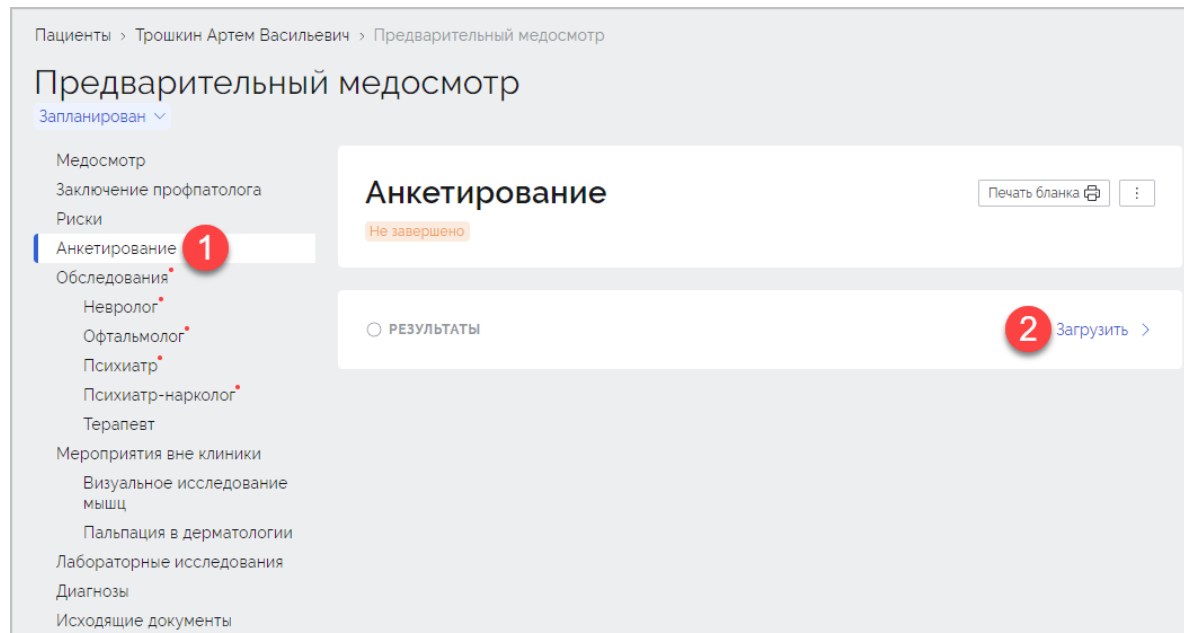 Пациенты > Трошкин Артем Васильевич > Предварительный медосмотр
Предварительный медосмотр
Запланирован
Медосмотр
Заключение профпатолога
Риски
Анкетирование 1
Обследования
Невролог
Офтальмолог
Психиатр
Психиатр-нарколог
Терапевт
Мероприятия вне клиники
Визуальное исследование
мышц
Пальпация в дерматологии
Лабораторные исследования
Диагнозы
Исходящие документы
Анкетирование
Печать бланка
Не завершено
РЕЗУЛЬТАТЫ
2 Загрузить >